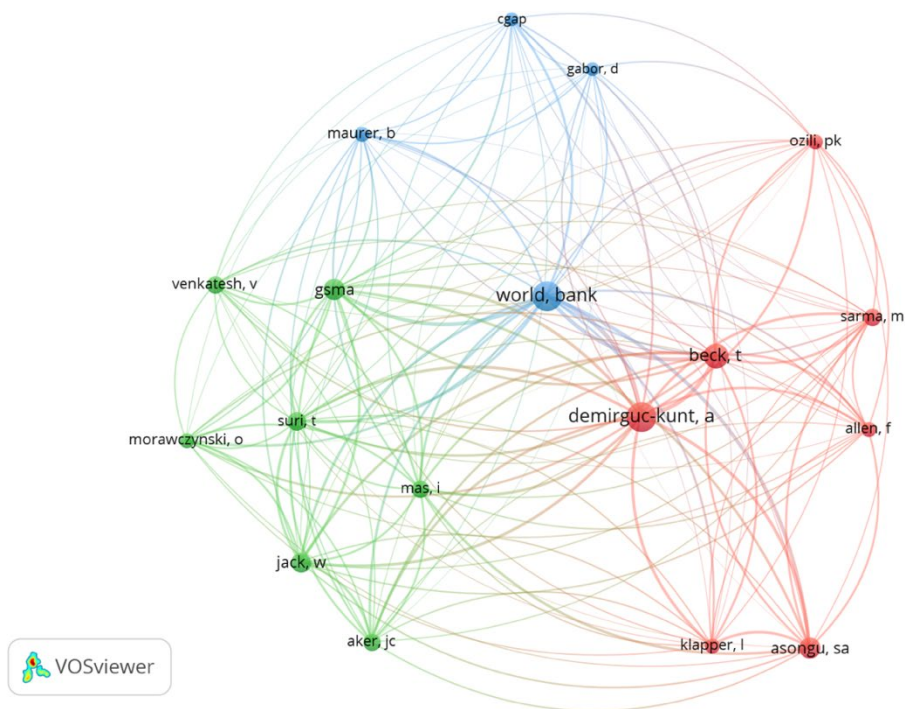 cgap
gabor, d
maurer, b
ozili, pk
venkatesh, v
gsma
world, bank
sarma, m
beck, t
demirguc-kunt, a
suri, t
allen, f
morawczynski, o
mas, i
jack, w
aker, jc
klapper, l
asongu, sa
VOSviewer